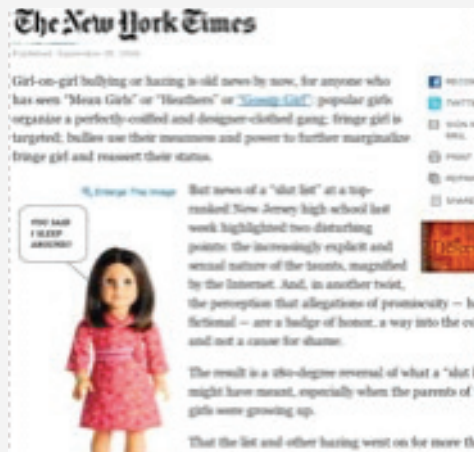 The New York Times
Girl-on-girl bullying or hazing is old news by now, for anyone who
has seen "Mean Girls" or "Heathers" or "Gossip Girl": popular girls
organize a perfectly-coiffed and designer-clothed gang; fringe girl is
targeted; bullies use their meanness and power to further marginalize
fringe girl and reassert their status.
Enlarge This Image
YOU SAID
I SLEEP
AROUND?
But news of a "slut list" at a top-
ranked New Jersey high school last
week highlighted two disturbing
points: the increasingly explicit and
sexual nature of the taunts, magnified
by the Internet. And, in another twist,
the perception that allegations of promiscuity —
fictional — are a badge of honor, a way into the
and not a cause for shame.
The result is a 180-degree reversal of what a "slut
might have meant, especially when the parents of
girls were growing up.
That the list and other hazing went on for more
PRINT
SHARE